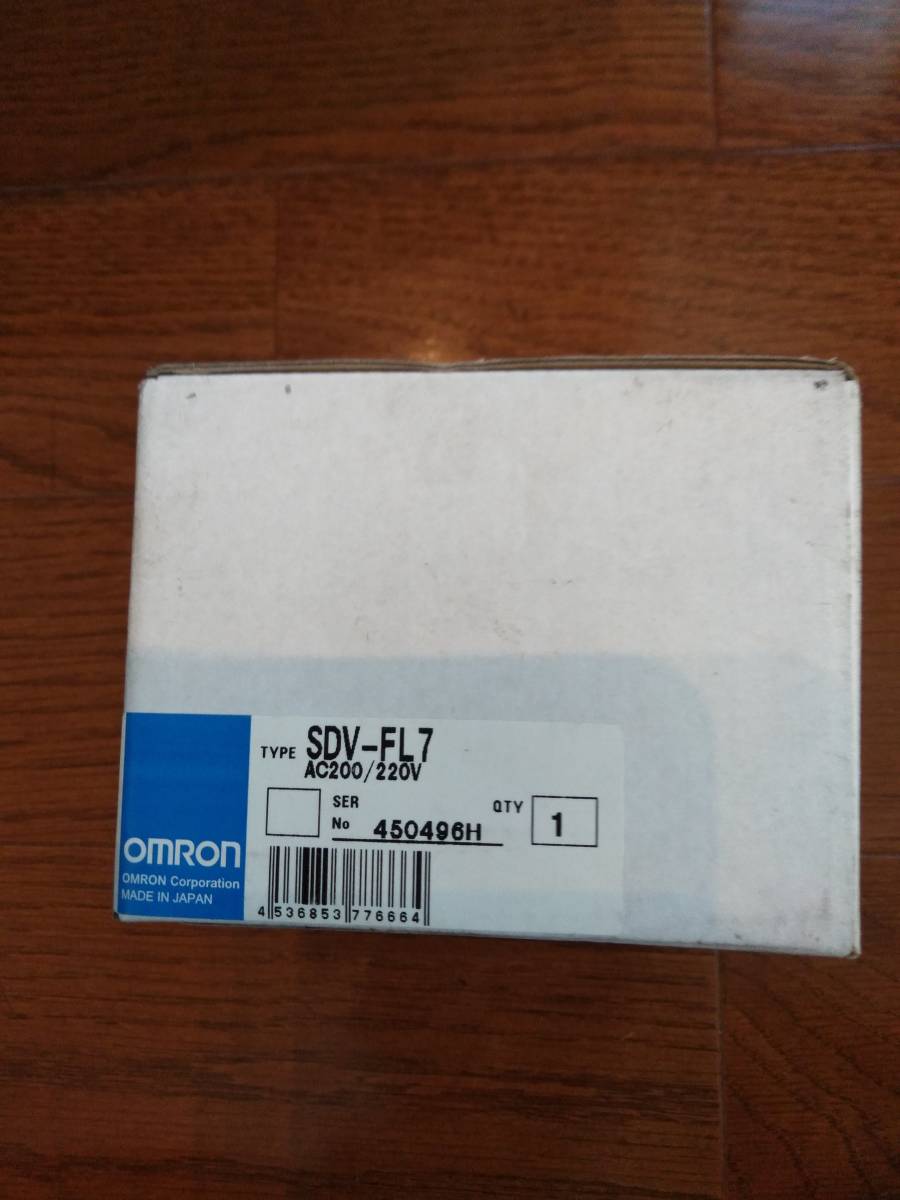 TYPE SDV-FL7
AC200/220V
SER
No 450496H
QTY 1
OMRON
OMRON Corporation
MADE IN JAPAN
4 536853 776664